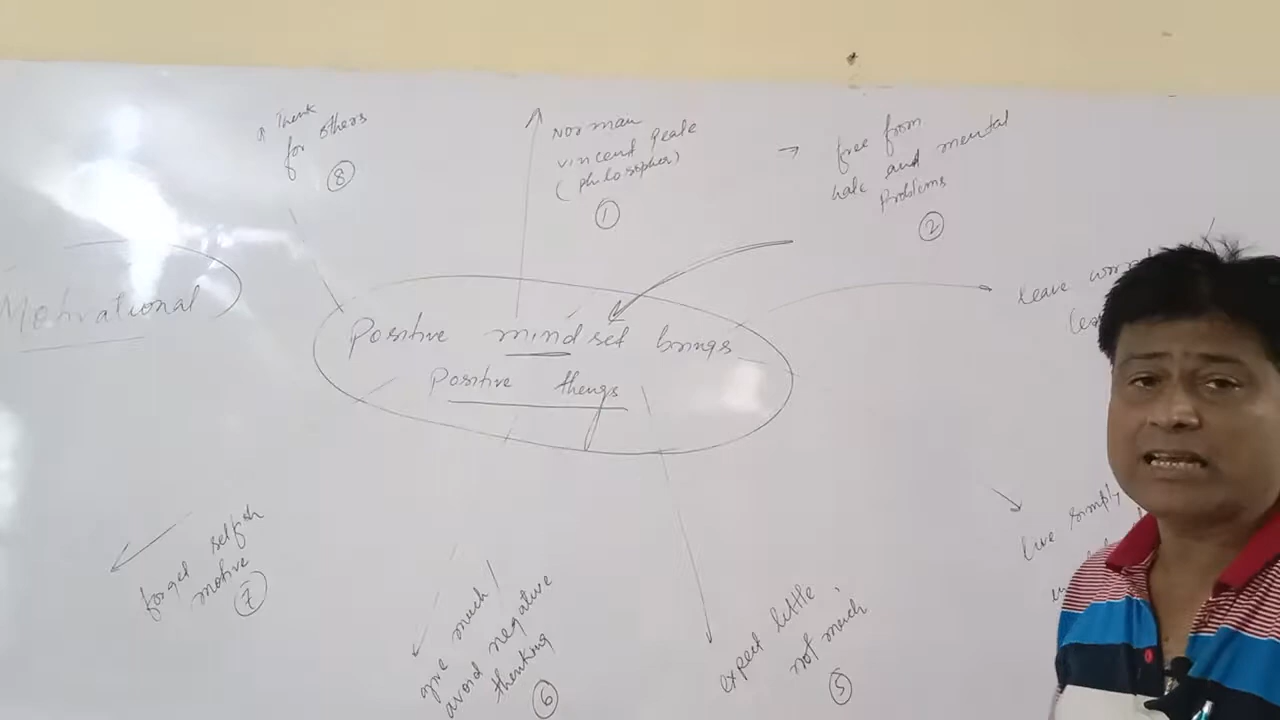 Motivational
Positive mindset brings
Positive things
Norman
vincent peale
(philosopher)
1
free from
hate and mental
Problems
2
leave
live simply
expect little,
not much
5
give much/
avoid negative
thinking
6
forget selfish
motive
7
Think
for others
8